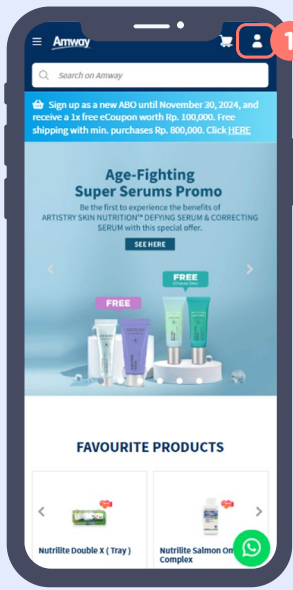 1
Amway
Search on Amway
Sign up as a new ABO until November 30, 2024, and
receive a 1x free eCoupon worth Rp. 100,000. Free
shipping with min. purchases Rp. 800,000. Click HERE
Age-Fighting
Super Serums Promo
Be the first to experience the benefits of
ARTISTRY SKIN NUTRITION™ DEFYING SERUM & CORRECTING
SERUM with this special offer.
SEE HERE
FREE
FREE
FAVOURITE PRODUCTS
Nutrilite Double X ( Tray )
Nutrilite Salmon Om
Complex